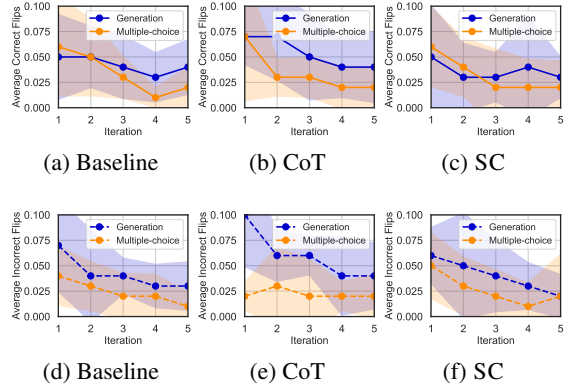 Average Correct Flips
0.100
0.075
0.050
0.025
0.000
Generation
Multiple-choice
1 2 3 4 5
Iteration
(a) Baseline
Average Correct Flips
0.100
0.075
0.050
0.025
0.000
Generation
Multiple-choice
1 2 3 4 5
Iteration
(b) CoT
Average Correct Flips
0.100
0.075
0.050
0.025
0.000
Generation
Multiple-choice
1 2 3 4 5
Iteration
(c) SC
Average Incorrect Flips
0.100
0.075
0.050
0.025
0.000
Generation
Multiple-choice
1 2 3 4 5
Iteration
(d) Baseline
Average Incorrect Flips
0.100
0.075
0.050
0.025
0.000
Generation
Multiple-choice
1 2 3 4 5
Iteration
(e) CoT
Average Incorrect Flips
0.100
0.075
0.050
0.025
0.000
Generation
Multiple-choice
1 2 3 4 5
Iteration
(f) SC